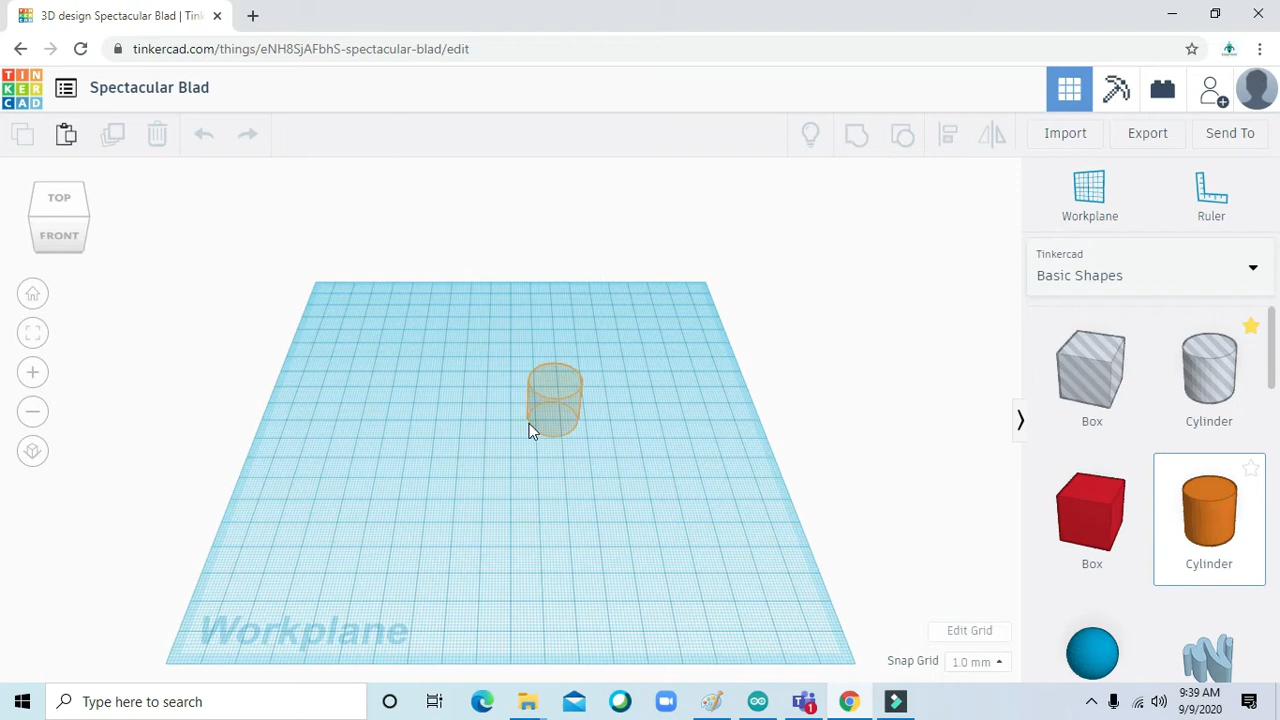 3D design Spectacular Blad | Tink
tinkercad.com/things/eNH8SjAFbhS-spectacular-blad/edit
TIN
KER
CAD
Spectacular Blad
Import
Export
Send To
TOP
FRONT
Workplane
Ruler
Tinkercad
Basic Shapes
Box
Cylinder
Box
Cylinder
Workplane
Edit Grid
Snap Grid
1.0 mm
Type here to search
1
9:39 AM
9/9/2020